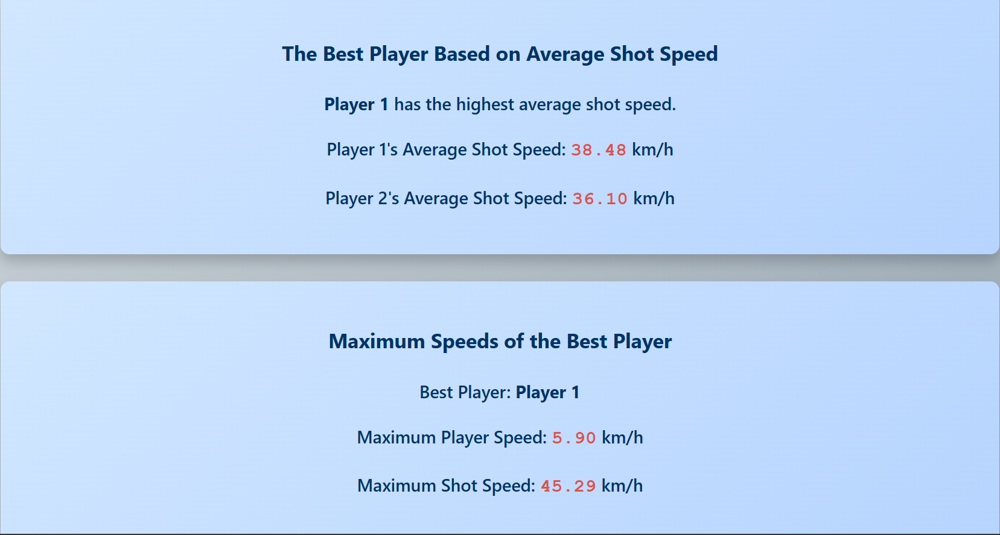 The Best Player Based on Average Shot Speed
Player 1 has the highest average shot speed.
Player 1's Average Shot Speed: 38.48 km/h
Player 2's Average Shot Speed: 36.10 km/h
Maximum Speeds of the Best Player
Best Player: Player 1
Maximum Player Speed: 5.90 km/h
Maximum Shot Speed: 45.29 km/h